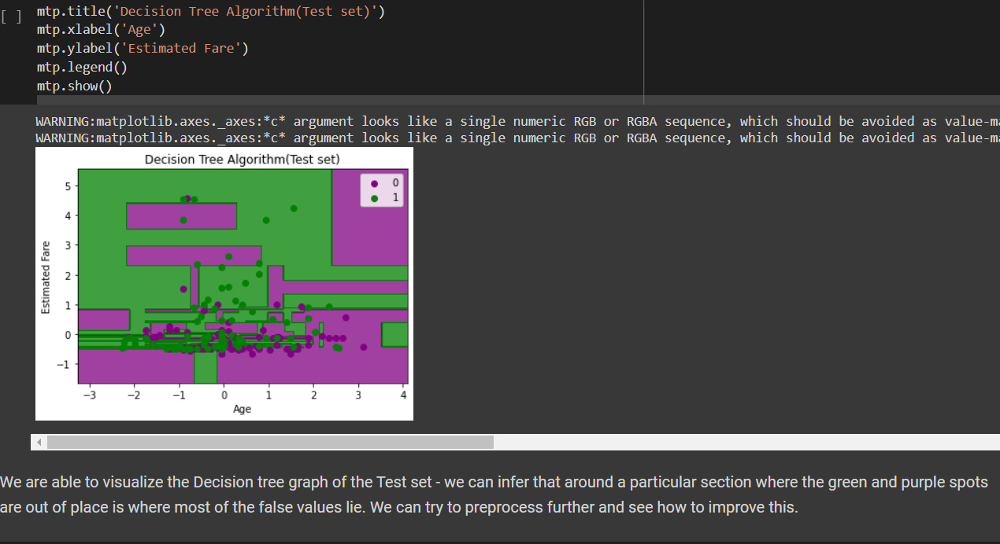 [ ]
mtp.title('Decision Tree Algorithm(Test set)')
mtp.xlabel('Age')
mtp.ylabel('Estimated Fare')
mtp.legend()
mtp.show()
WARNING:matplotlib.axes._axes:*c* argument looks like a single numeric RGB or RGBA sequence, which should be avoided as value-ma
WARNING:matplotlib.axes._axes:*c* argument looks like a single numeric RGB or RGBA sequence, which should be avoided as value-ma
Decision Tree Algorithm(Test set)
0
1
5
4
3
2
1
0
−1
Estimated Fare
−3 −2 −1 0 1 2 3 4
Age
We are able to visualize the Decision tree graph of the Test set - we can infer that around a particular section where the green and purple spots
are out of place is where most of the false values lie. We can try to preprocess further and see how to improve this.